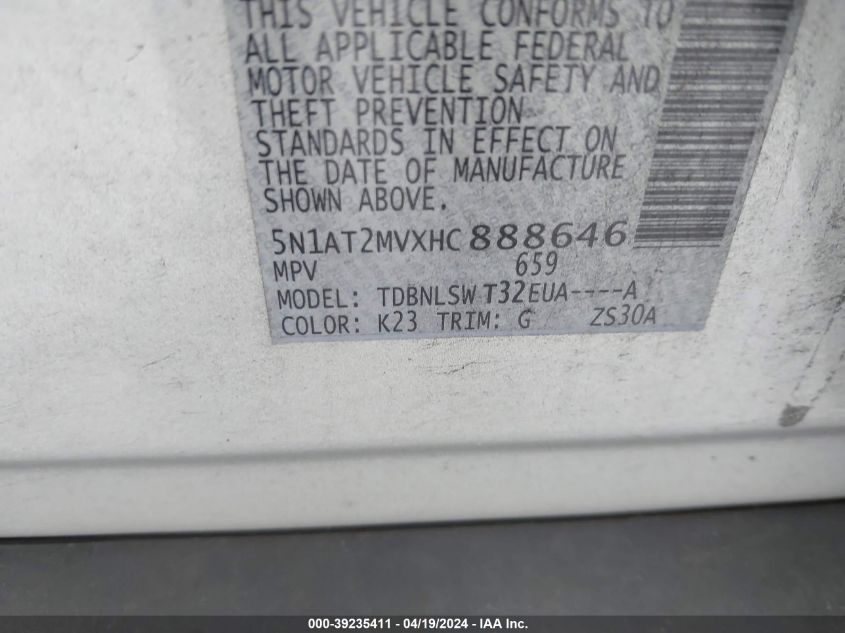 THIS VEHICLE CONFORMS TO
ALL APPLICABLE FEDERAL
MOTOR VEHICLE SAFETY AND
THEFT PREVENTION
STANDARDS IN EFFECT ON
THE DATE OF MANUFACTURE
SHOWN ABOVE.
5N1AT2MVXHC888646
MPV 659
MODEL: TDBNLSWT32EUA----A
COLOR: K23 TRIM: G ZS30A
000-39235411 - 04/19/2024 - IAA Inc.